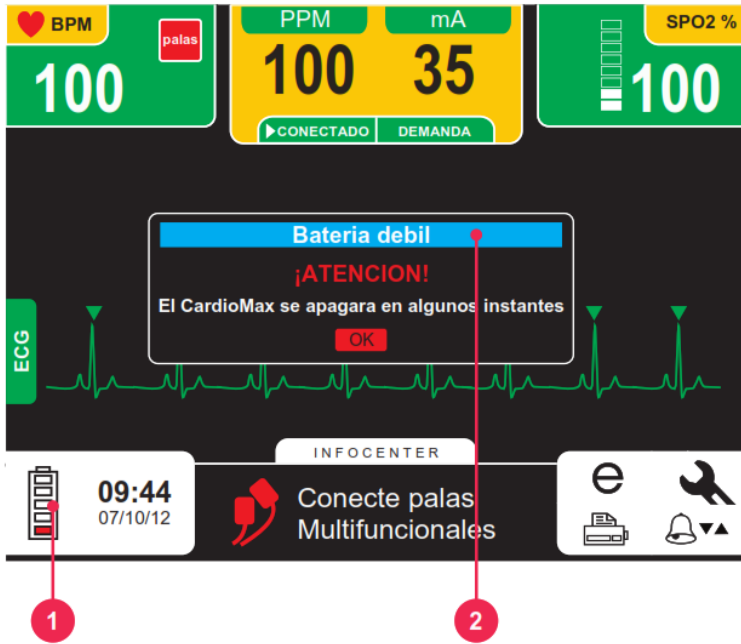 BPM
palas
100
PPM
mA
100
35
CONECTADO
DEMANDA
SPO2 %
100
Bateria debil
¡ATENCION!
El CardioMax se apagara en algunos instantes
OK
ECG
INFOCENTER
09:44
07/10/12
Conecte palas
Multifuncionales
e
1
2